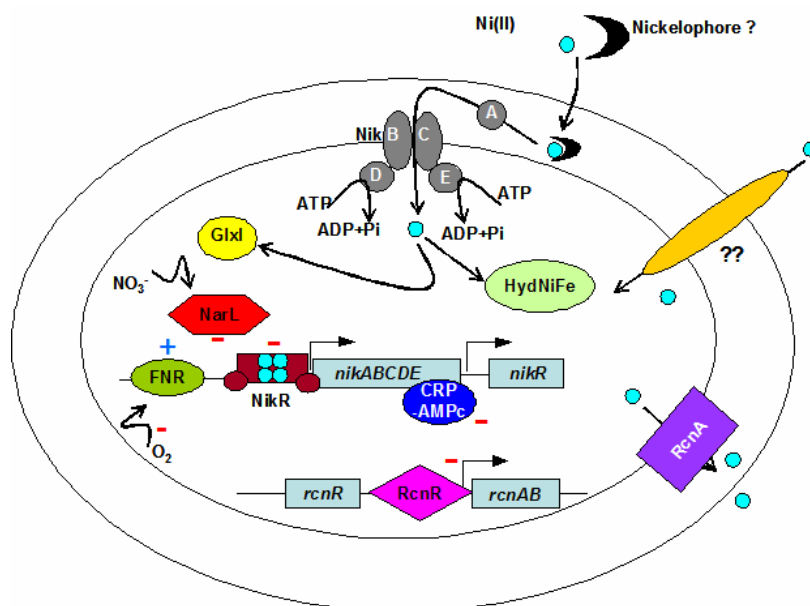 Ni(II)
Nickelophore ?
A
Nik
B
C
D
E
ATP
ATP
ADP+Pi
ADP+Pi
GlxI
??
HydNiFe
NO₃⁻
NarL
+
-
-
FNR
NikR
nikABCDE
nikR
CRP
-AMPc
-
-
O₂
RcnA
-
rcnR
RcnR
rcnAB